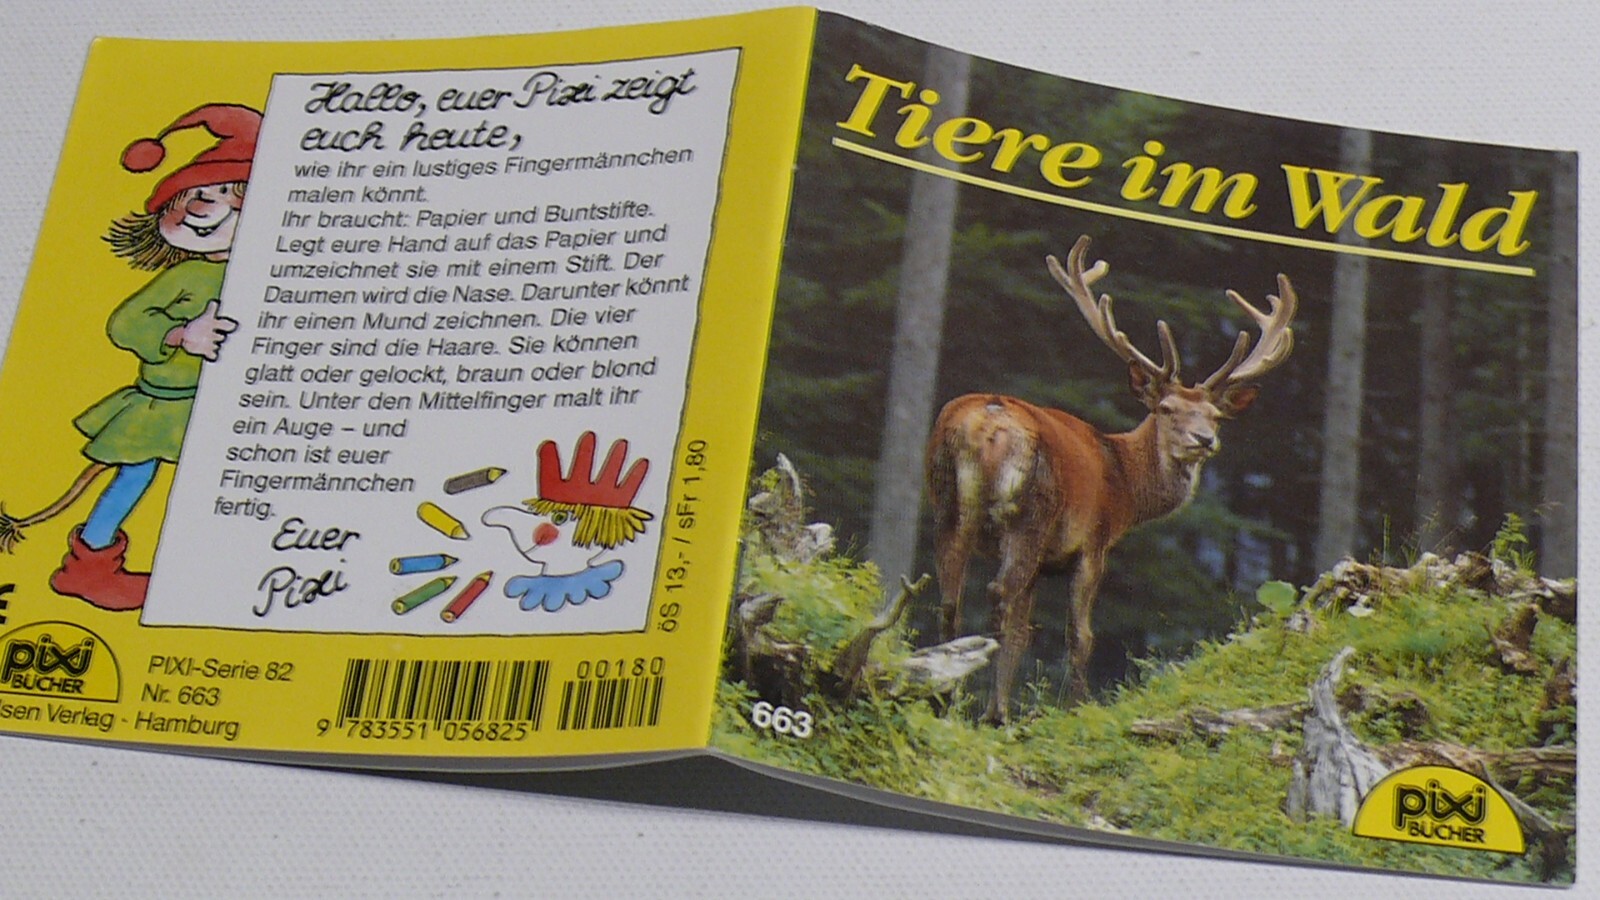 Hallo, euer Pixi zeigt
euch heute,
wie ihr ein lustiges Fingermännchen
malen könnt.
Ihr braucht: Papier und Buntstifte.
Legt eure Hand auf das Papier und
umzeichnet sie mit einem Stift. Der
Daumen wird die Nase. Darunter könnt
ihr einen Mund zeichnen. Die vier
Finger sind die Haare. Sie können
glatt oder gelockt, braun oder blond
sein. Unter den Mittelfinger malt ihr
ein Auge – und
schon ist euer
Fingermännchen
fertig.
Euer
Pixi
öS 13,- / sFr 1,80
pixi
BÜCHER
PIXI-Serie 82
Nr. 663
lsen Verlag · Hamburg
00180
9 783551 056825
Tiere im Wald
663
pixi
BÜCHER